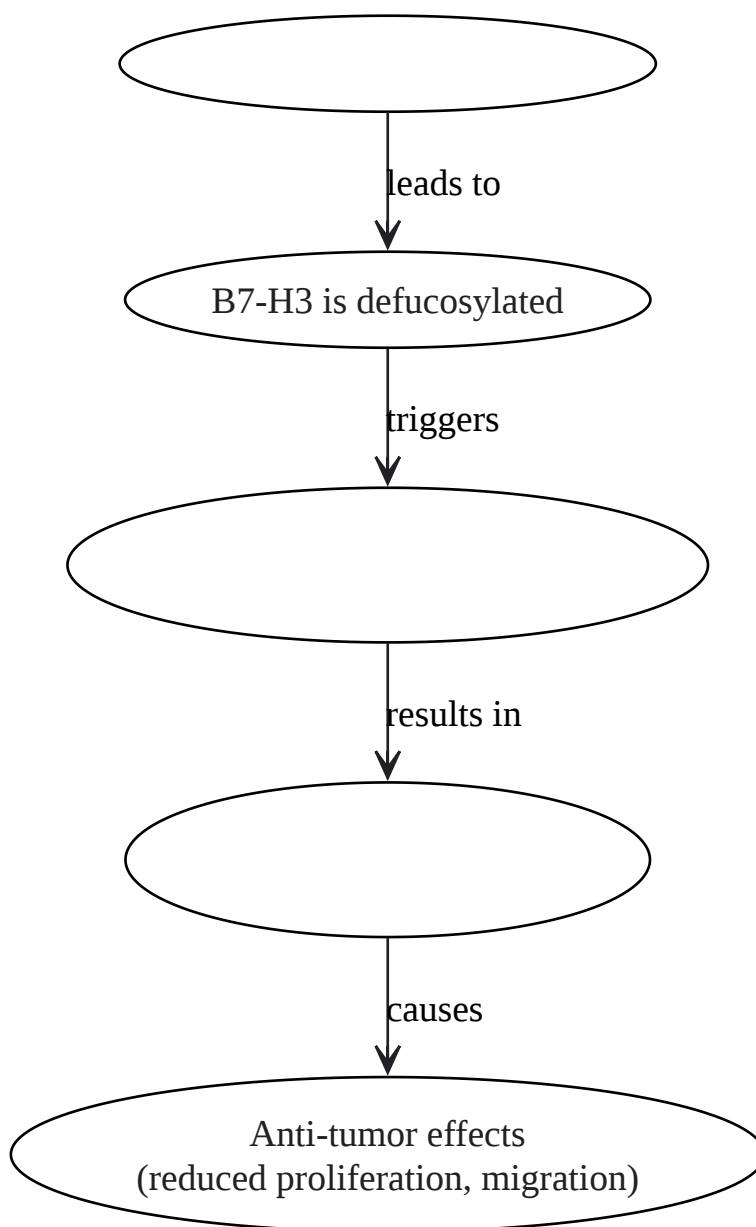 leads to
B7-H3 is defucosylated
triggers
results in
causes
Anti-tumor effects
(reduced proliferation, migration)